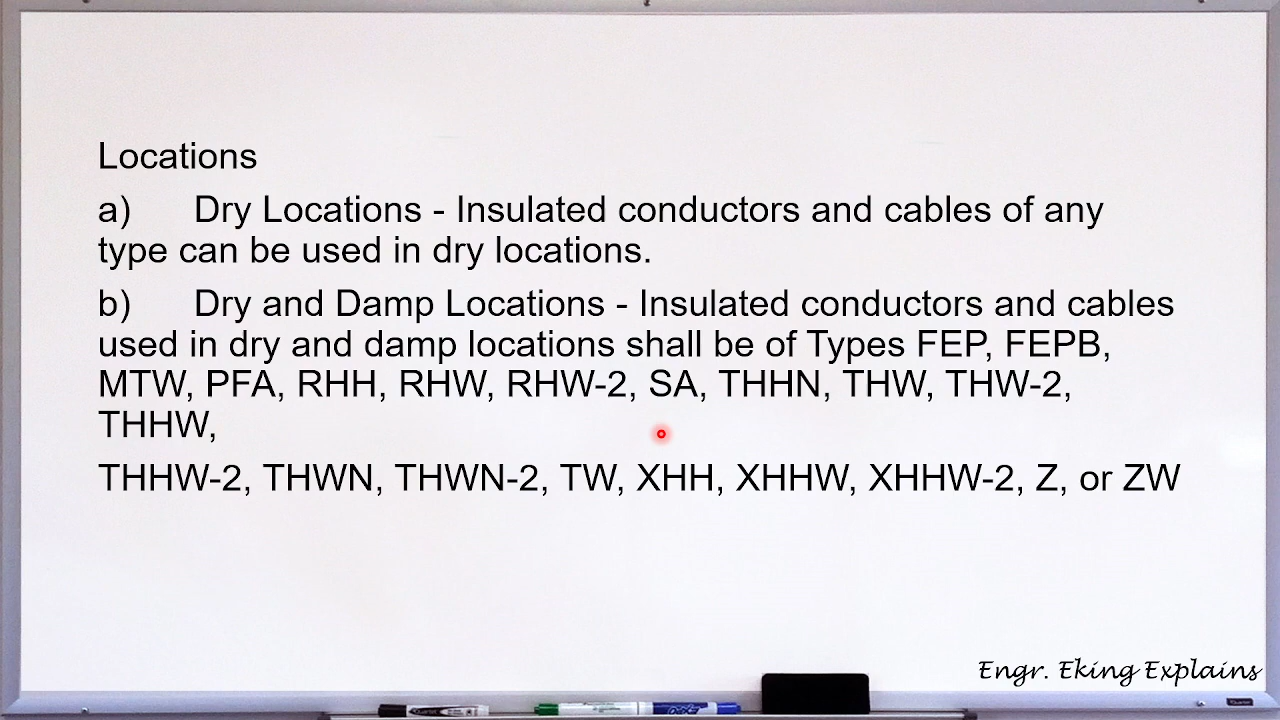 Locations
a) Dry Locations - Insulated conductors and cables of any
type can be used in dry locations.
b) Dry and Damp Locations - Insulated conductors and cables
used in dry and damp locations shall be of Types FEP, FEPB,
MTW, PFA, RHH, RHW, RHW-2, SA, THHN, THW, THW-2,
THHW,
THHW-2, THWN, THWN-2, TW, XHH, XHHW, XHHW-2, Z, or ZW
Engr. Eking Explains